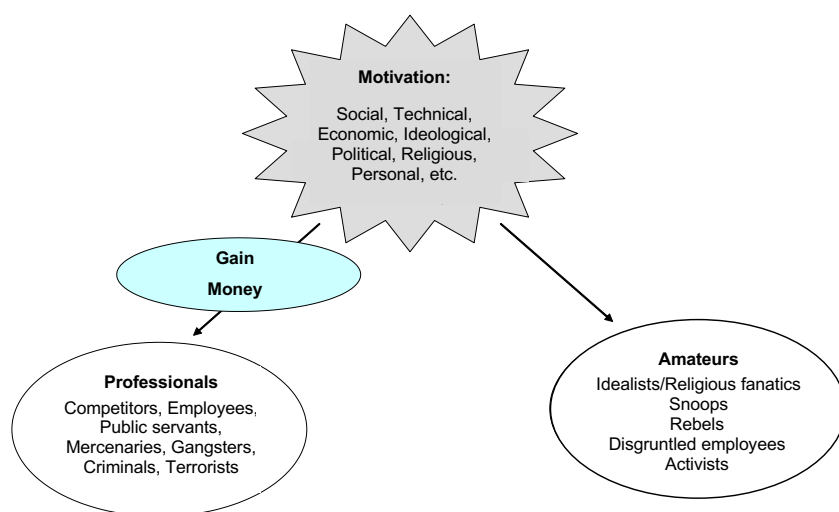 Motivation:
Social, Technical,
Economic, Ideological,
Political, Religious,
Personal, etc.
Gain
Money
Professionals
Competitors, Employees,
Public servants,
Mercenaries, Gangsters,
Criminals, Terrorists
Amateurs
Idealists/Religious fanatics
Snoops
Rebels
Disgruntled employees
Activists